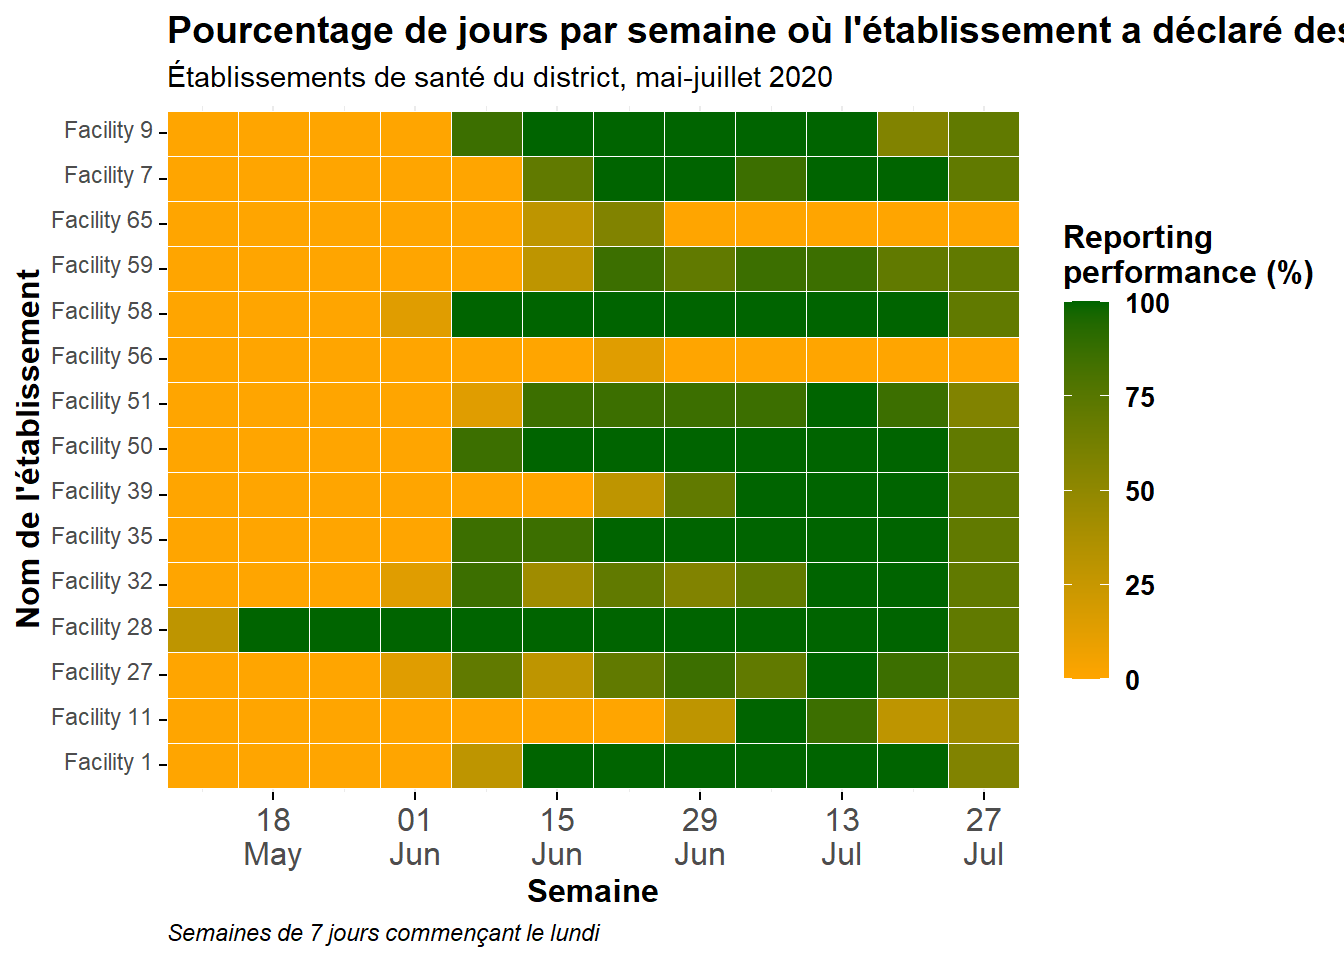 Pourcentage de jours par semaine où l'établissement a déclaré des
Établissements de santé du district, mai-juillet 2020
Nom de l'établissement
Facility 9
Facility 7
Facility 65
Facility 59
Facility 58
Facility 56
Facility 51
Facility 50
Facility 39
Facility 35
Facility 32
Facility 28
Facility 27
Facility 11
Facility 1
18 May
01 Jun
15 Jun
29 Jun
13 Jul
27 Jul
Semaine
Semaines de 7 jours commençant le lundi
Reporting
performance (%)
100
75
50
25
0